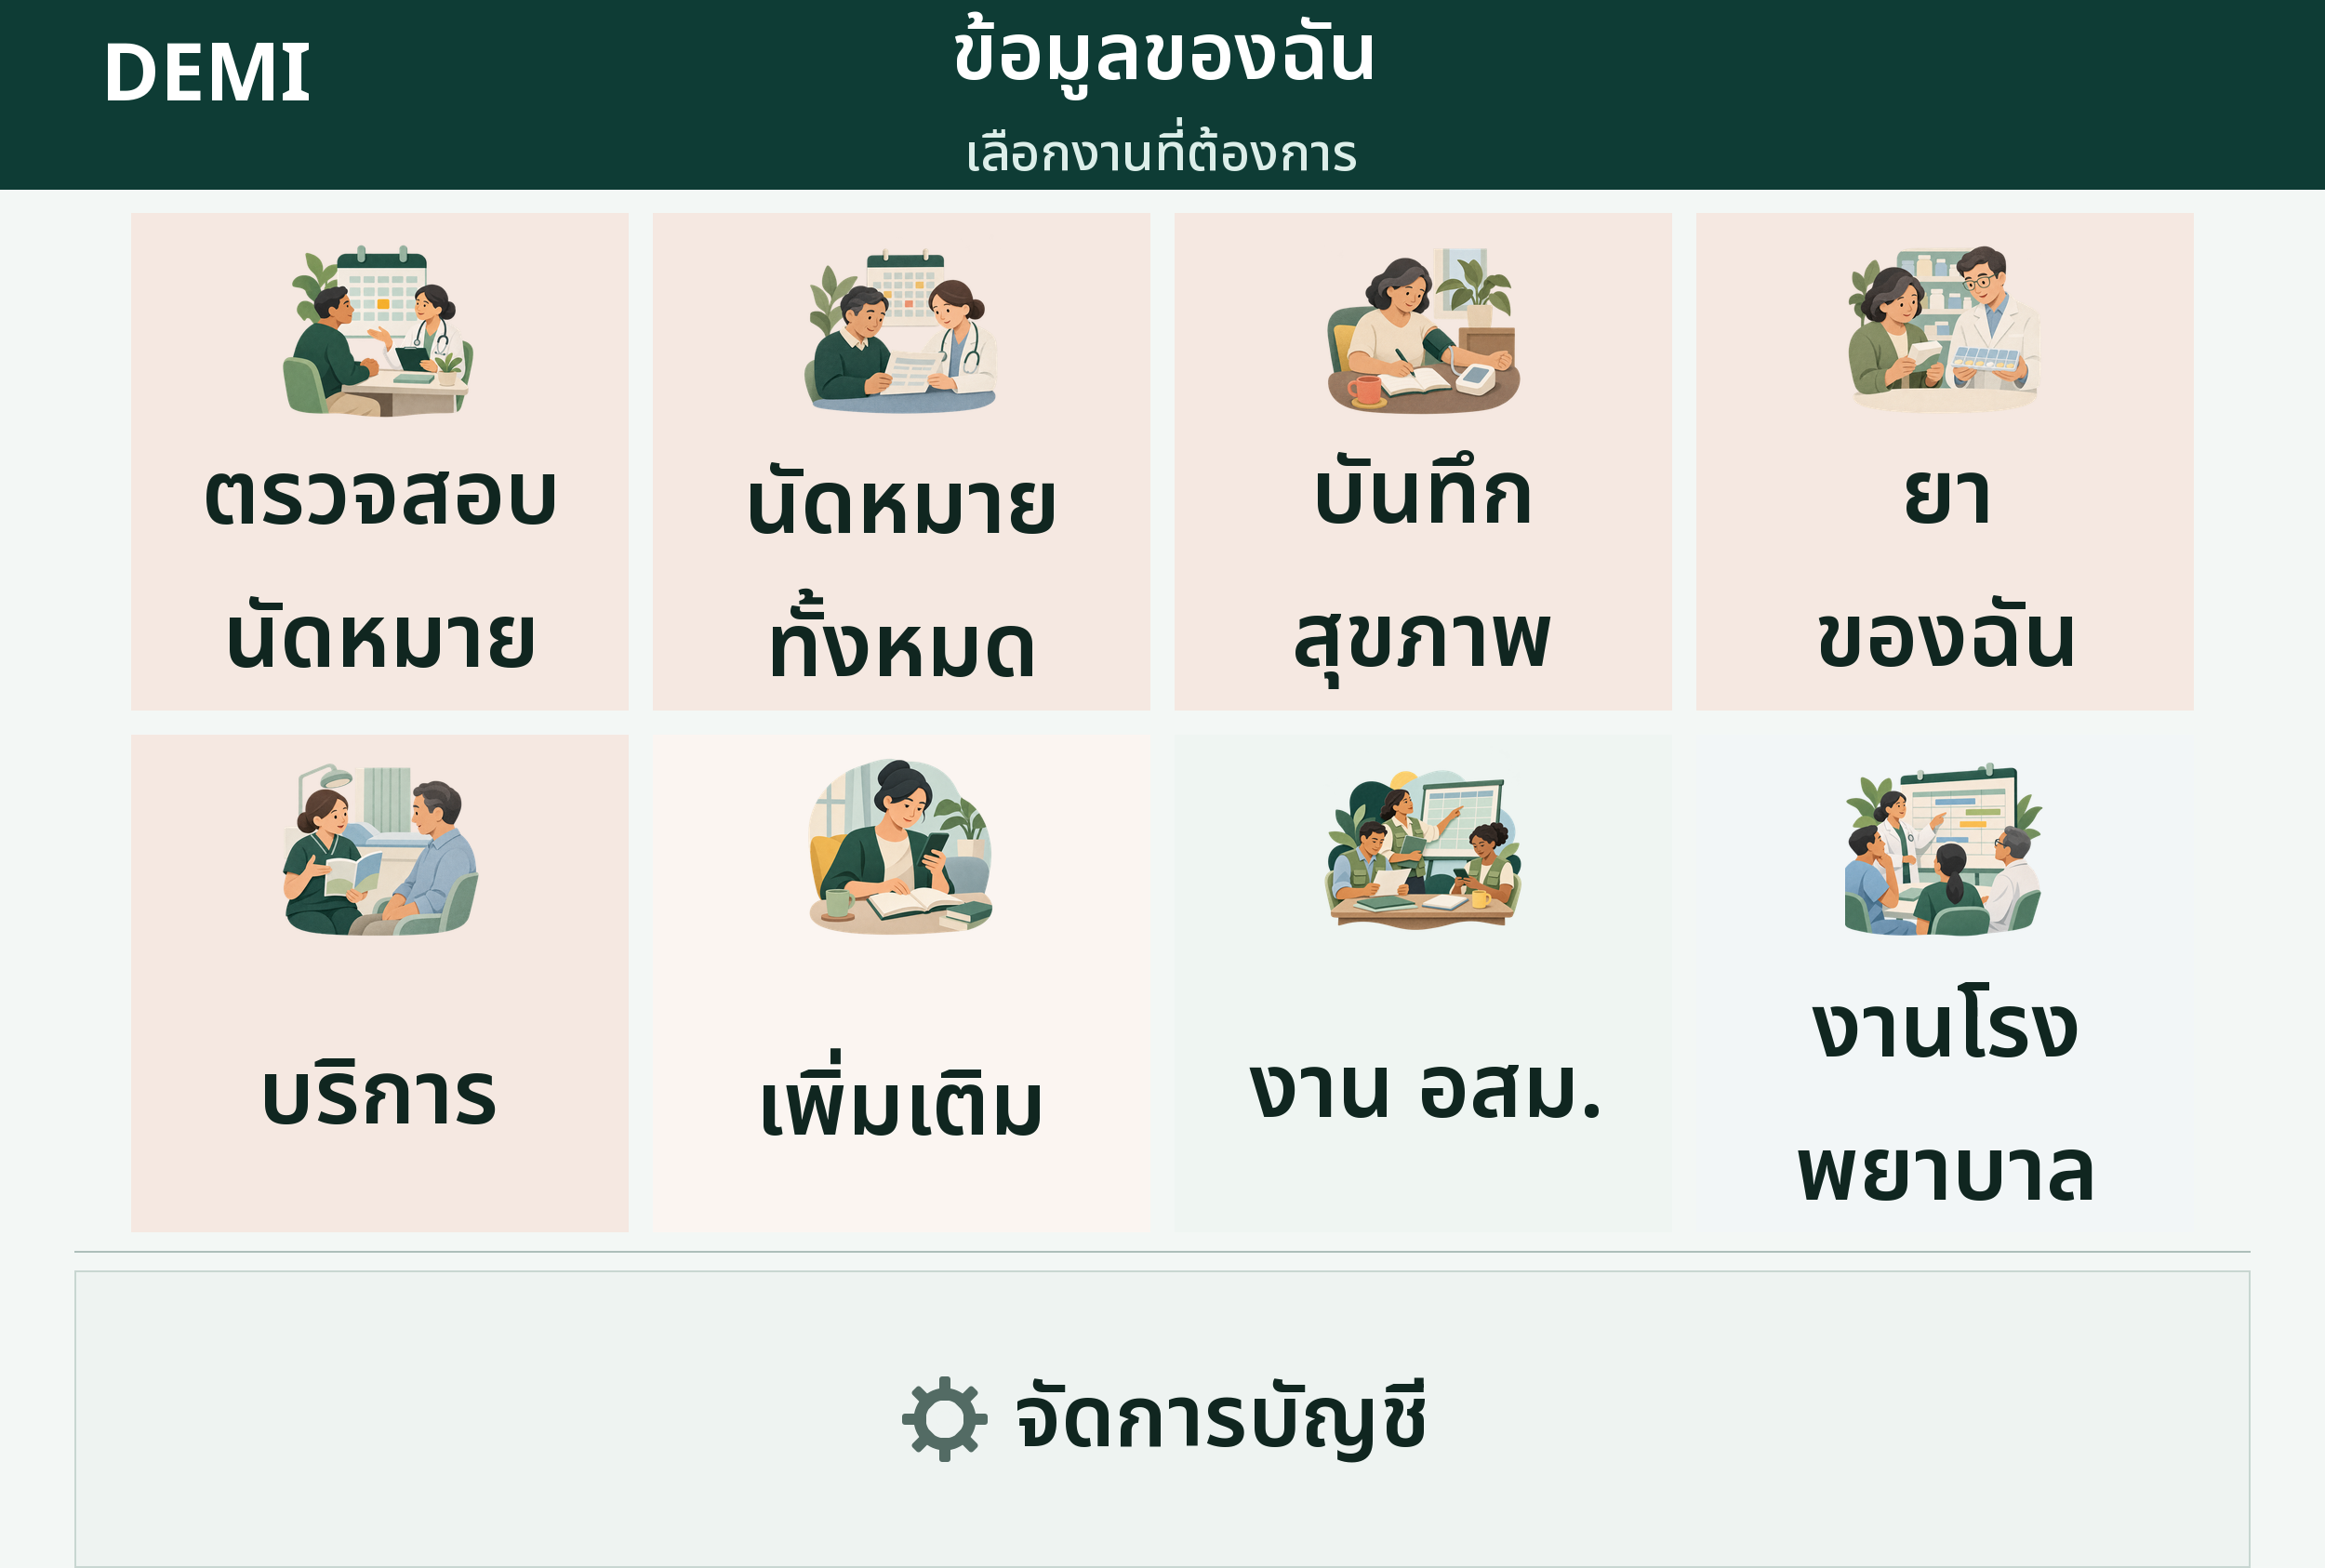 DEMI
ข้อมูลของฉัน
เลือกงานที่ต้องการ
ตรวจสอบ
นัดหมาย
นัดหมาย
ทั้งหมด
บันทึก
สุขภาพ
ยา
ของฉัน
บริการ
เพิ่มเติม
งาน อสม.
งานโรง
พยาบาล
จัดการบัญชี